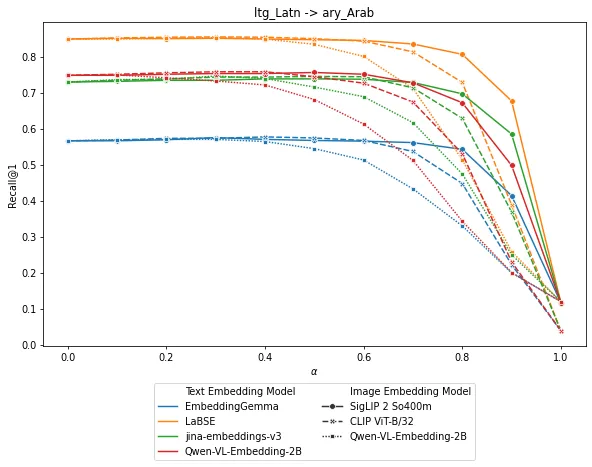 ltg_Latn -> ary_Arab
Recall@1
0.8
0.7
0.6
0.5
0.4
0.3
0.2
0.1
0.0
0.0 0.2 0.4 0.6 0.8 1.0
α
Text Embedding Model
EmbeddingGemma
LaBSE
jina-embeddings-v3
Qwen-VL-Embedding-2B
Image Embedding Model
SigLIP 2 So400m
CLIP ViT-B/32
Qwen-VL-Embedding-2B